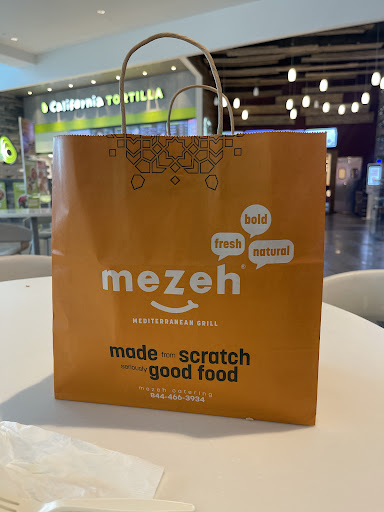 California TORTILLA
bold
fresh
natural
mezeh®
MEDITERRANEAN GRILL
made from scratch
seriously good food
mezeh catering
844-466-3934